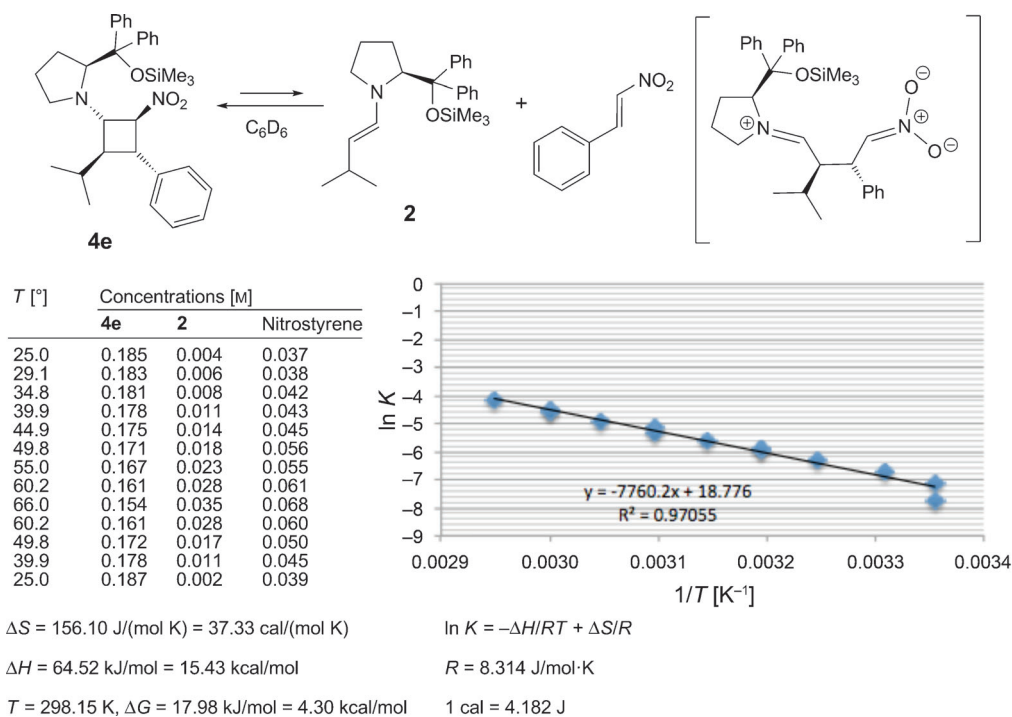 Ph
Ph
OSiMe3
N
NO2
4e
C6D6
N
Ph
Ph
OSiMe3
2
+
NO2
Ph
Ph
OSiMe3
⊕
N
O⊖
N⊕
O⊖
Ph
T [°] Concentrations [M]
4e 2 Nitrostyrene
25.0 0.185 0.004 0.037
29.1 0.183 0.006 0.038
34.8 0.181 0.008 0.042
39.9 0.178 0.011 0.043
44.9 0.175 0.014 0.045
49.8 0.171 0.018 0.056
55.0 0.167 0.023 0.055
60.2 0.161 0.028 0.061
66.0 0.154 0.035 0.068
60.2 0.161 0.028 0.060
49.8 0.172 0.017 0.050
39.9 0.178 0.011 0.045
25.0 0.187 0.002 0.039
ln K
0
–1
–2
–3
–4
–5
–6
–7
–8
–9
y = -7760.2x + 18.776
R² = 0.97055
0.0029 0.0030 0.0031 0.0032 0.0033 0.0034
1/T [K–1]
ΔS = 156.10 J/(mol K) = 37.33 cal/(mol K)
ln K = –ΔH/RT + ΔS/R
ΔH = 64.52 kJ/mol = 15.43 kcal/mol
R = 8.314 J/mol·K
T = 298.15 K, ΔG = 17.98 kJ/mol = 4.30 kcal/mol
1 cal = 4.182 J